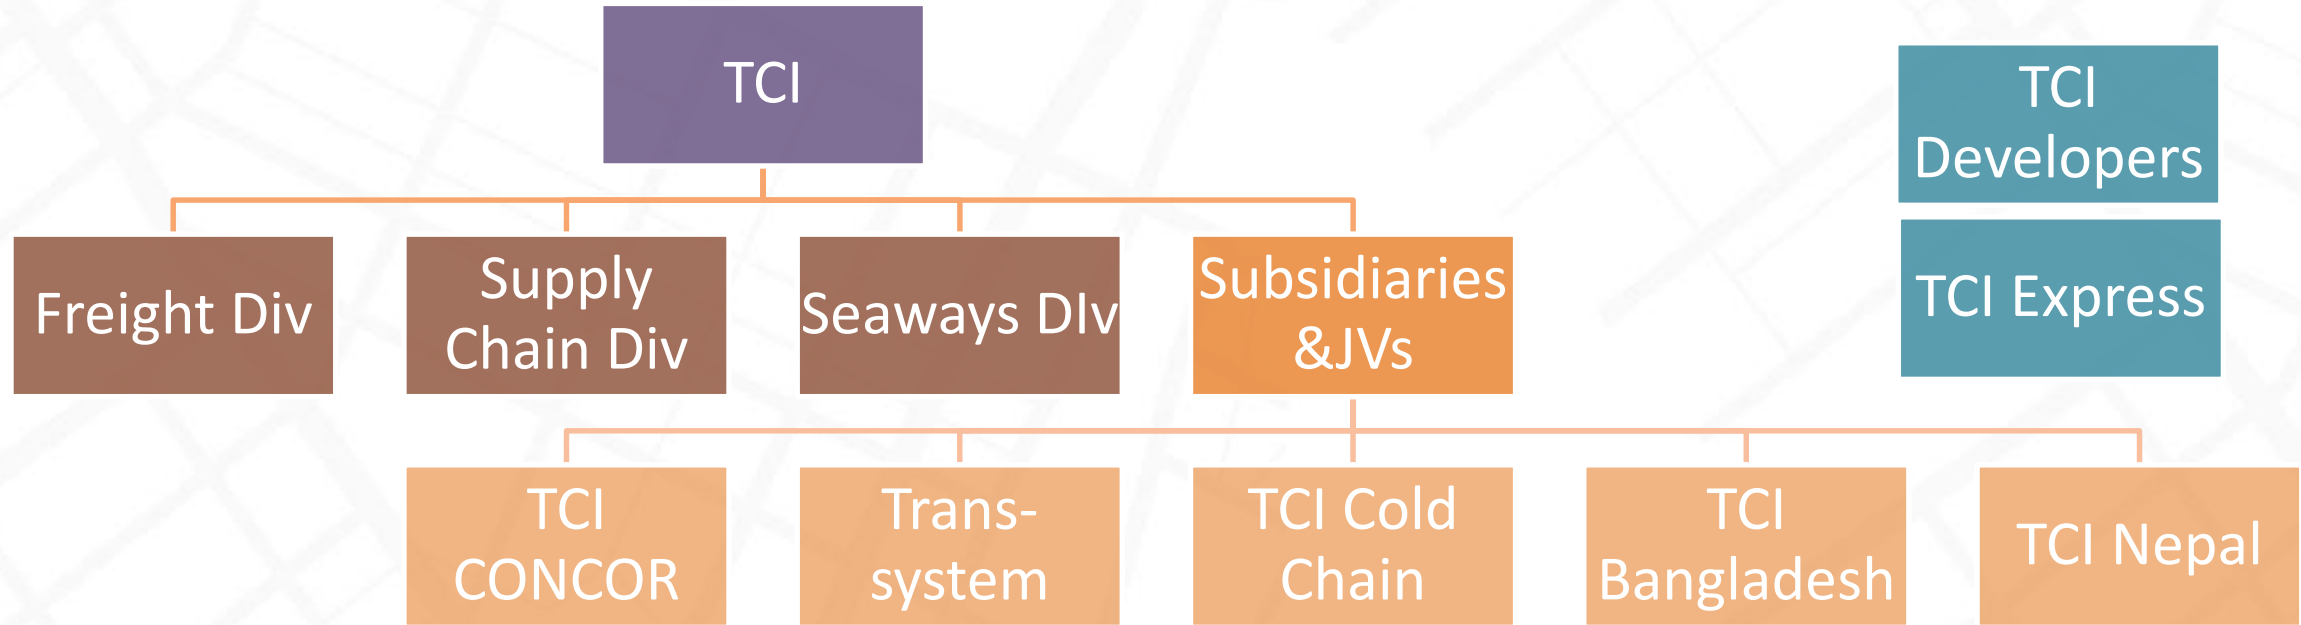 TCI
TCI
Developers
TCI Express
Freight Div
Supply
Chain Div
Seaways DIv
Subsidiaries
&JVs
TCI
CONCOR
Trans-
system
TCI Cold
Chain
TCI
Bangladesh
TCI Nepal